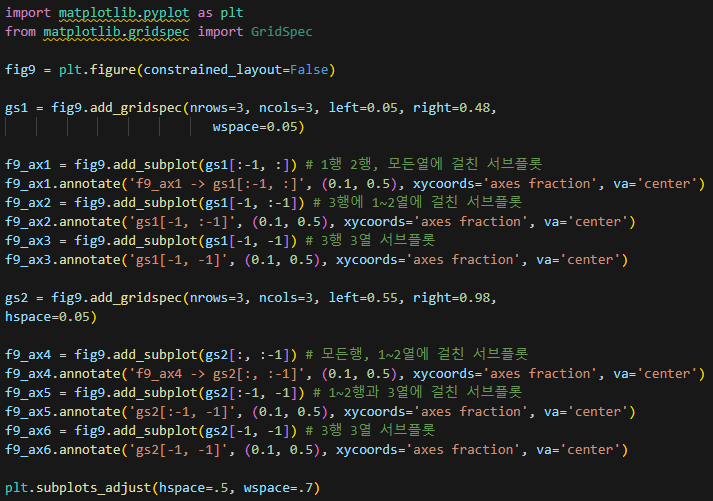 import matplotlib.pyplot as plt
from matplotlib.gridspec import GridSpec
fig9 = plt.figure(constrained_layout=False)
gs1 = fig9.add_gridspec(nrows=3, ncols=3, left=0.05, right=0.48,
wspace=0.05)
f9_ax1 = fig9.add_subplot(gs1[:-1, :]) # 1행 2행, 모든열에 걸친 서브플롯
f9_ax1.annotate('f9_ax1 -> gs1[:-1, :]', (0.1, 0.5), xycoords='axes fraction', va='center')
f9_ax2 = fig9.add_subplot(gs1[-1, :-1]) # 3행에 1~2열에 걸친 서브플롯
f9_ax2.annotate('gs1[-1, :-1]', (0.1, 0.5), xycoords='axes fraction', va='center')
f9_ax3 = fig9.add_subplot(gs1[-1, -1]) # 3행 3열 서브플롯
f9_ax3.annotate('gs1[-1, -1]', (0.1, 0.5), xycoords='axes fraction', va='center')
gs2 = fig9.add_gridspec(nrows=3, ncols=3, left=0.55, right=0.98,
hspace=0.05)
f9_ax4 = fig9.add_subplot(gs2[:, :-1]) # 모든행, 1~2열에 걸친 서브플롯
f9_ax4.annotate('f9_ax4 -> gs2[:, :-1]', (0.1, 0.5), xycoords='axes fraction', va='center')
f9_ax5 = fig9.add_subplot(gs2[:-1, -1]) # 1~2행과 3열에 걸친 서브플롯
f9_ax5.annotate('gs2[:-1, -1]', (0.1, 0.5), xycoords='axes fraction', va='center')
f9_ax6 = fig9.add_subplot(gs2[-1, -1]) # 3행 3열 서브플롯
f9_ax6.annotate('gs2[-1, -1]', (0.1, 0.5), xycoords='axes fraction', va='center')
plt.subplots_adjust(hspace=.5, wspace=.7)